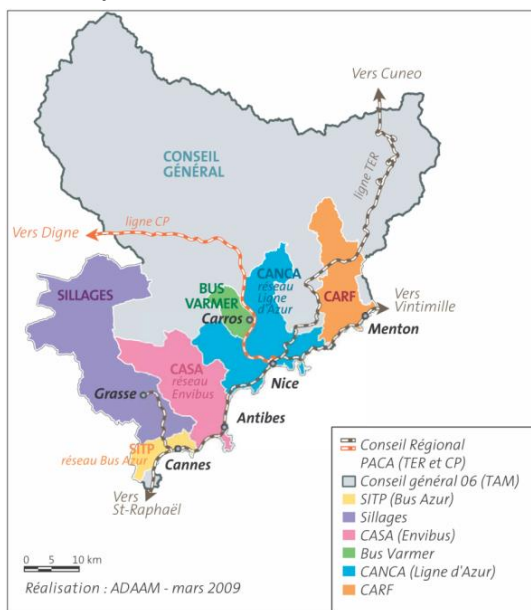 Vers Cuneo
CONSEIL
GÉNÉRAL
ligne TER
ligne CP
Vers Digne
SILLAGES
BUS
VARMER
Carros
CANCA
réseau
Ligne
d'Azur
CARF
Vers
Vintimille
Menton
CASA
réseau
Envibus
Nice
Grasse
Antibes
SITP
réseau Bus Azur
Cannes
Vers
St-Raphaël
Conseil Régional
PACA (TER et CP)
Conseil général 06 (TAM)
SITP (Bus Azur)
Sillages
CASA (Envibus)
Bus Varmer
CANCA (Ligne d'Azur)
CARF
0 5 10 km
Réalisation : ADAAM - mars 2009